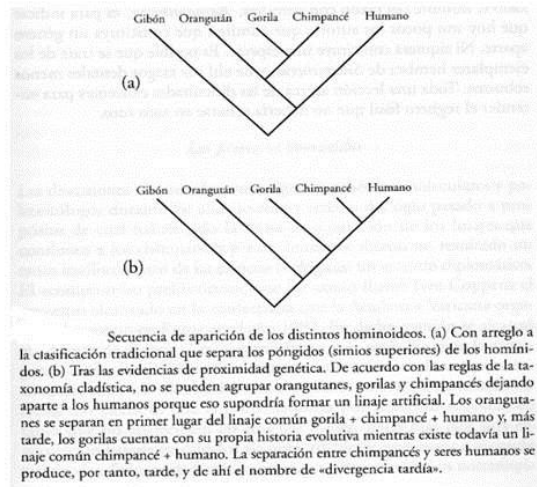 Gibón Orangután Gorila Chimpancé Humano
(a)
Gibón Orangután Gorila Chimpancé Humano
(b)
Secuencia de aparición de los distintos hominoideos. (a) Con arreglo a
la clasificación tradicional que separa los póngidos (simios superiores) de los homíni-
dos. (b) Tras las evidencias de proximidad genética. De acuerdo con las reglas de la ta-
xonomía cladística, no se pueden agrupar orangutanes, gorilas y chimpancés dejando
aparte a los humanos porque eso supondría formar un linaje artificial. Los oranguta-
nes se separan en primer lugar del linaje común gorila + chimpancé + humano y, más
tarde, los gorilas cuentan con su propia historia evolutiva mientras existe todavía un li-
naje común chimpancé + humano. La separación entre chimpancés y seres humanos se
produce, por tanto, tarde, y de ahí el nombre de «divergencia tardía».